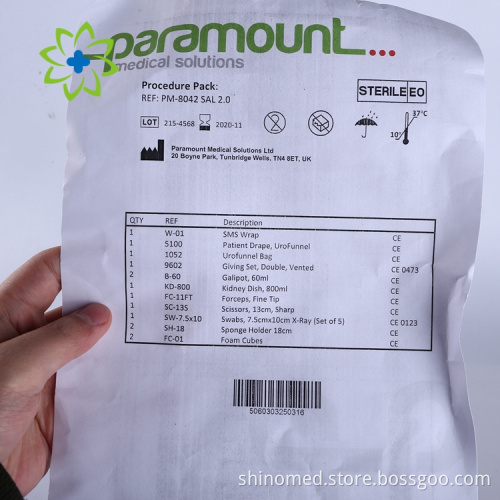 paramount...
medical solutions
Procedure Pack:
REF: PM-8042 SAL 2.0
STERILE EO
LOT 215-4568 2020-11 2 10° 37°C
Paramount Medical Solutions Ltd
20 Boyne Park, Tunbridge Wells, TN4 8ET, UK
QTY REF Description
1 W-01 SMS Wrap CE
1 5100 Patient Drape, UroFunnel CE
1 1052 Urofunnel Bag CE
1 9602 Giving Set, Double, Vented CE 0473
2 B-60 Galipot, 60ml CE
1 KD-800 Kidney Dish, 800ml CE
1 FC-11FT Forceps, Fine Tip CE
1 SC-13S Scissors, 13cm, Sharp CE
1 SW-7.5x10 Swabs, 7.5cmx10cm X-Ray (Set of 5) CE 0123
2 SH-18 Sponge Holder 18cm CE
2 FC-01 Foam Cubes CE
5060303250316
shinomed.store.bossgoo.com